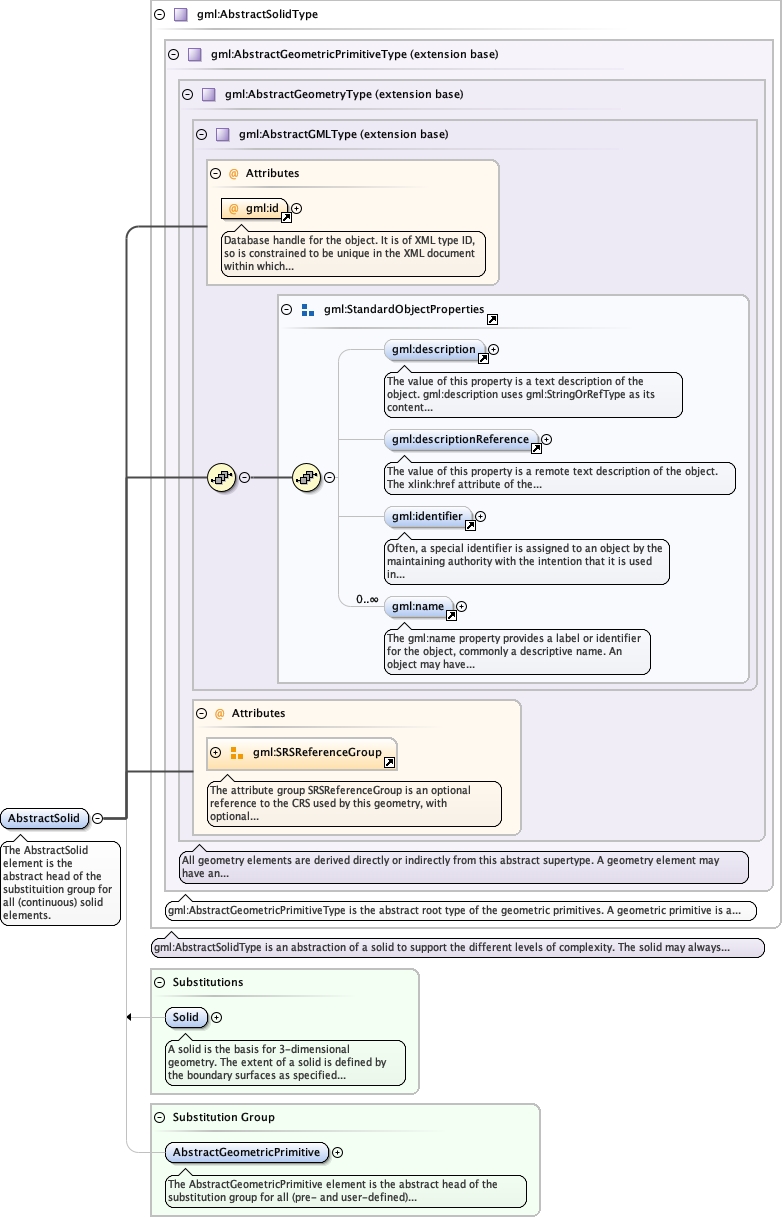 gml:AbstractSolidType
gml:AbstractGeometricPrimitiveType (extension base)
gml:AbstractGeometryType (extension base)
gml:AbstractGMLType (extension base)
@ Attributes
@ gml:id
Database handle for the object. It is of XML type ID,
so is constrained to be unique in the XML document
within which...
gml:StandardObjectProperties
gml:description
The value of this property is a text description of the
object. gml:description uses gml:StringOrRefType as its
content...
gml:descriptionReference
The value of this property is a remote text description of the object.
The xlink:href attribute of the...
gml:identifier
Often, a special identifier is assigned to an object by the
maintaining authority with the intention that it is used
in...
0..∞ gml:name
The gml:name property provides a label or identifier
for the object, commonly a descriptive name. An
object may have...
@ Attributes
gml:SRSReferenceGroup
The attribute group SRSReferenceGroup is an optional
reference to the CRS used by this geometry, with
optional...
AbstractSolid
The AbstractSolid
element is the
abstract head of the
substituition group for
all (continuous) solid
elements.
All geometry elements are derived directly or indirectly from this abstract supertype. A geometry element may
have an...
gml:AbstractGeometricPrimitiveType is the abstract root type of the geometric primitives. A geometric primitive is a...
gml:AbstractSolidType is an abstraction of a solid to support the different levels of complexity. The solid may always...
Substitutions
Solid
A solid is the basis for 3-dimensional
geometry. The extent of a solid is defined by
the boundary surfaces as specified...
Substitution Group
AbstractGeometricPrimitive
The AbstractGeometricPrimitive element is the abstract head of the
substitution group for all (pre- and user-defined)...